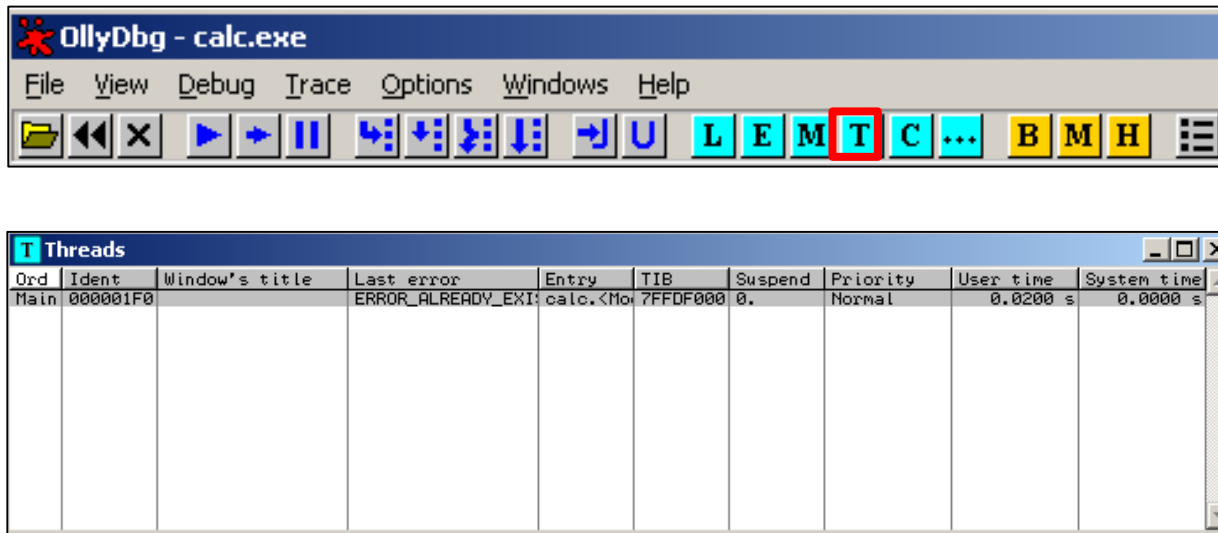 OllyDbg - calc.exe
File View Debug Trace Options Windows Help
U L E M T C ... B M H
T Threads
Ord Ident Window's title Last error Entry TIB Suspend Priority User time System time
Main 000001F0 ERROR_ALREADY_EXI calc.<Mo 7FFDF000 0. Normal 0.0200 s 0.0000 s